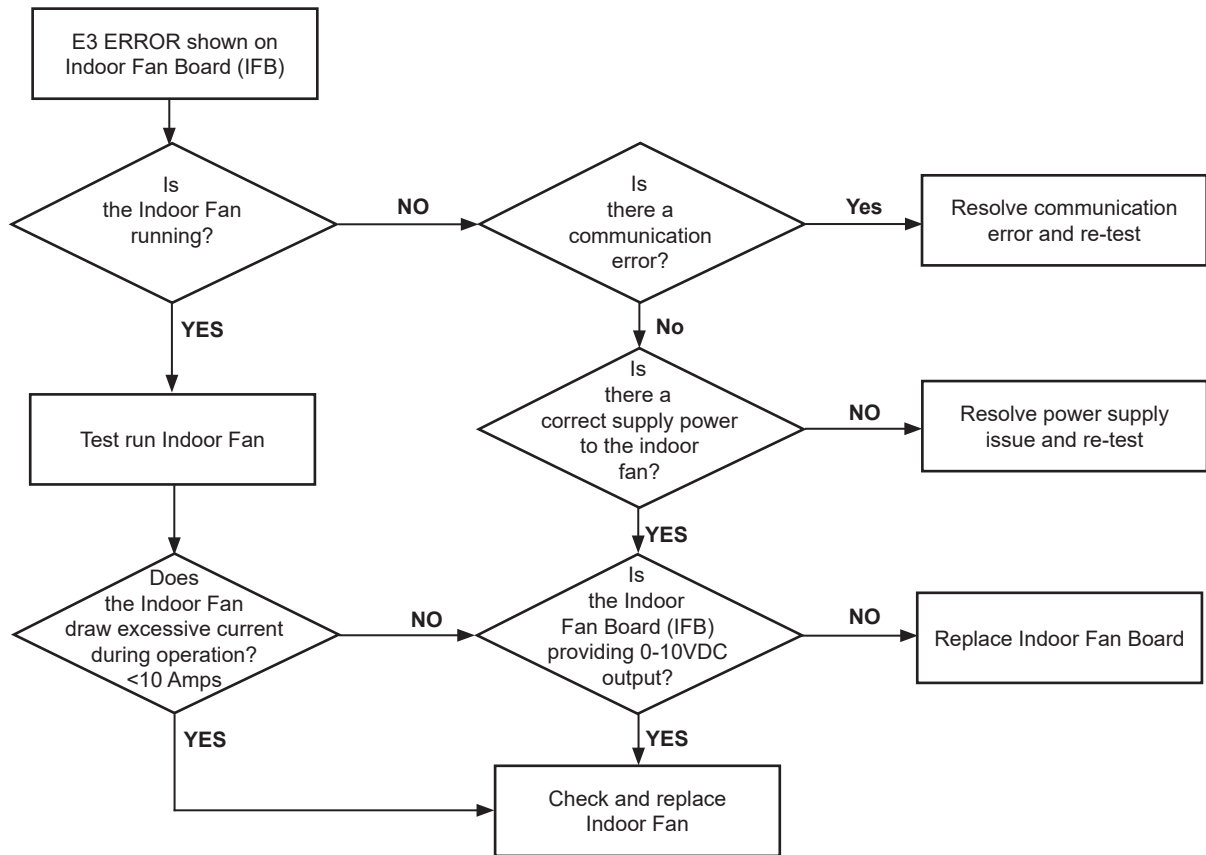 E3 ERROR shown on
Indoor Fan Board (IFB)
Is
the Indoor Fan
running?
NO
Is
there a
communication
error?
Yes
Resolve communication
error and re-test
YES
No
Test run Indoor Fan
Is
there a
correct supply power
to the indoor
fan?
NO
Resolve power supply
issue and re-test
YES
Does
the Indoor Fan
draw excessive current
during operation?
<10 Amps
NO
Is
the Indoor
Fan Board (IFB)
providing 0-10VDC
output?
NO
Replace Indoor Fan Board
YES
YES
Check and replace
Indoor Fan